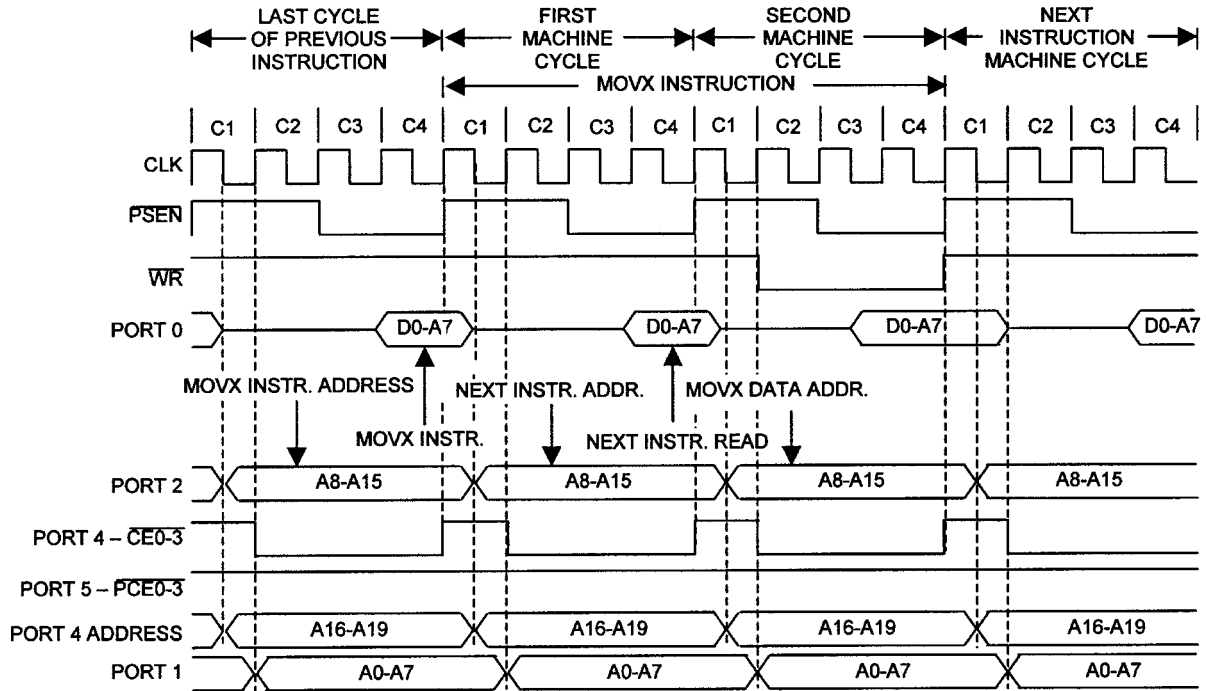 LAST CYCLE OF PREVIOUS INSTRUCTION
FIRST MACHINE CYCLE
SECOND MACHINE CYCLE
NEXT INSTRUCTION MACHINE CYCLE
MOVX INSTRUCTION
C1 C2 C3 C4 C1 C2 C3 C4 C1 C2 C3 C4 C1 C2 C3 C4
CLK
PSEN
WR
PORT 0 D0-A7 D0-A7 D0-A7 D0-A7
MOVX INSTR. ADDRESS NEXT INSTR. ADDR. MOVX DATA ADDR.
MOVX INSTR. NEXT INSTR. READ
PORT 2 A8-A15 A8-A15 A8-A15 A8-A15
PORT 4 – CE0-3
PORT 5 – PCE0-3
PORT 4 ADDRESS A16-A19 A16-A19 A16-A19 A16-A19
PORT 1 A0-A7 A0-A7 A0-A7 A0-A7